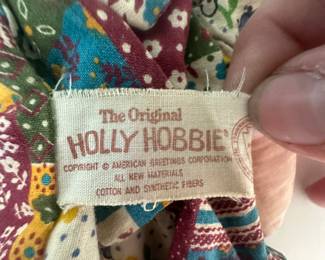 The Original
HOLLY HOBBIE
COPYRIGHT © AMERICAN GREETINGS CORPORATION
ALL NEW MATERIALS
COTTON AND SYNTHETIC FIBERS